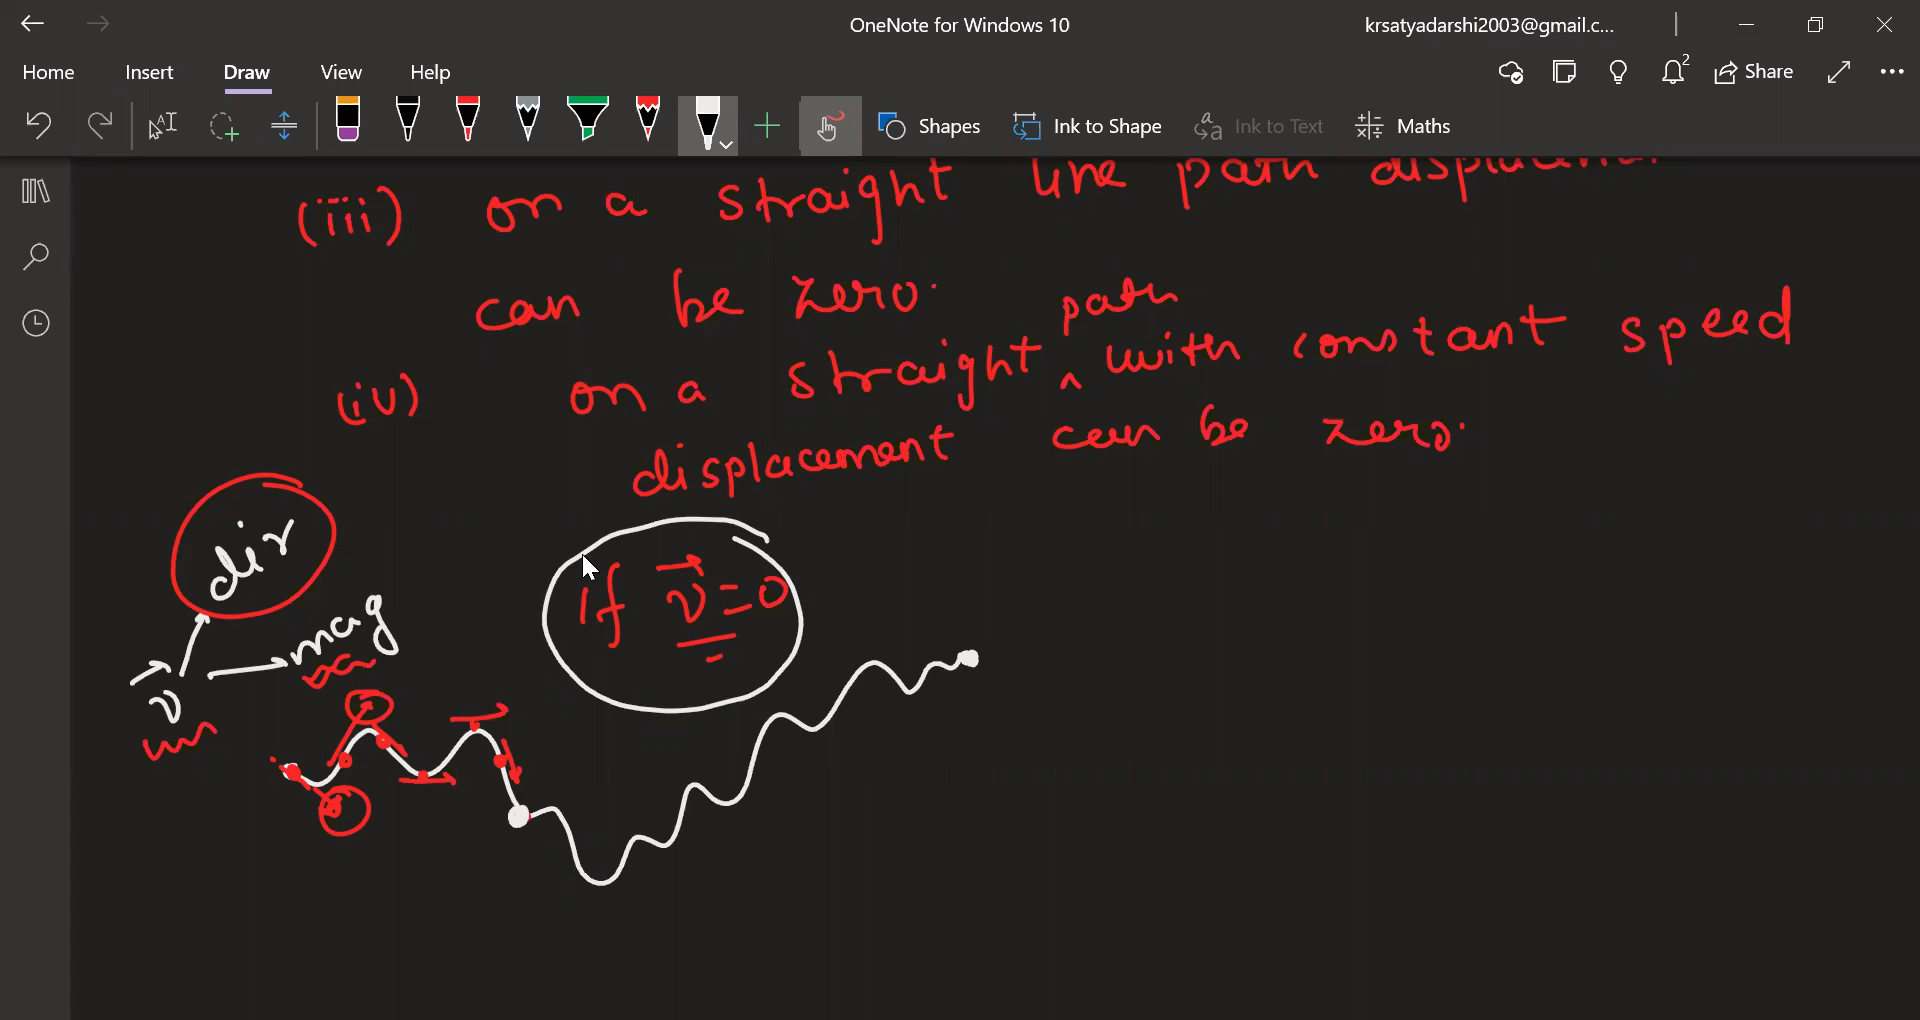 OneNote for Windows 10
krsatyadarshi2003@gmail.c...
Home Insert Draw View Help
2 Share
Shapes Ink to Shape Ink to Text Maths
(iii) on a straight line path
can be zero.
path
(iv) on a straight ^ with constant speed
displacement can be zero.
dir
if v⃗ = 0
mag
v⃗